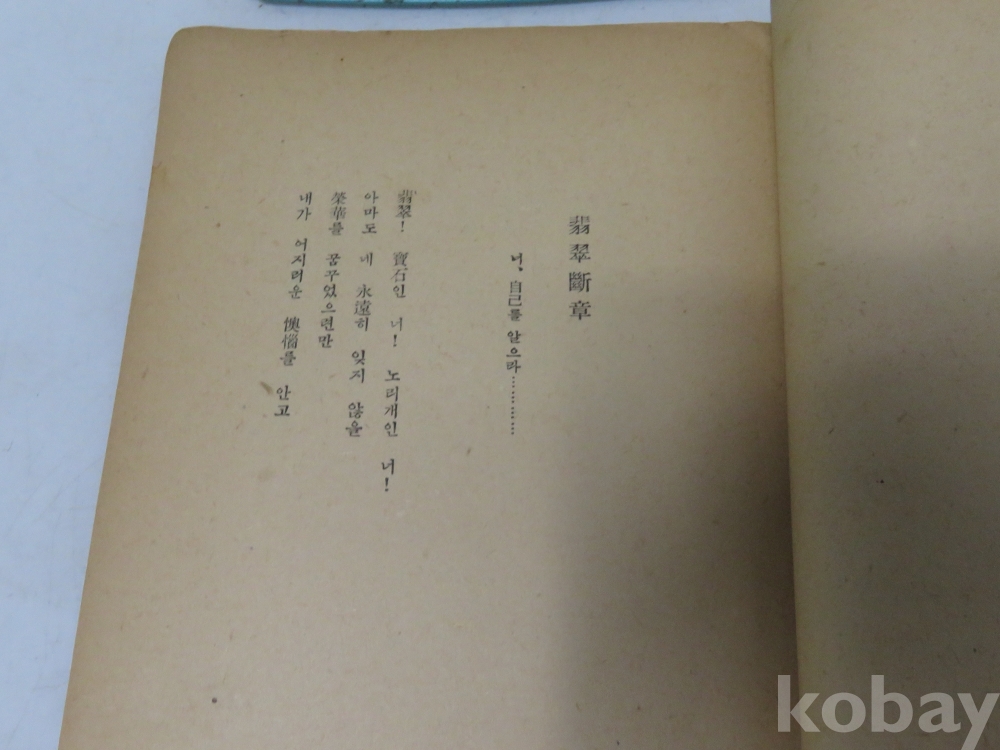 翡翠斷章
너, 自己를 알으라…………
翡翠! 寶石인 너! 노리개인 너!
아마도 네 永遠히 잊지 않을
榮華를 꿈꾸었으련만
내가 어지러운 懊惱를 안고
kobay